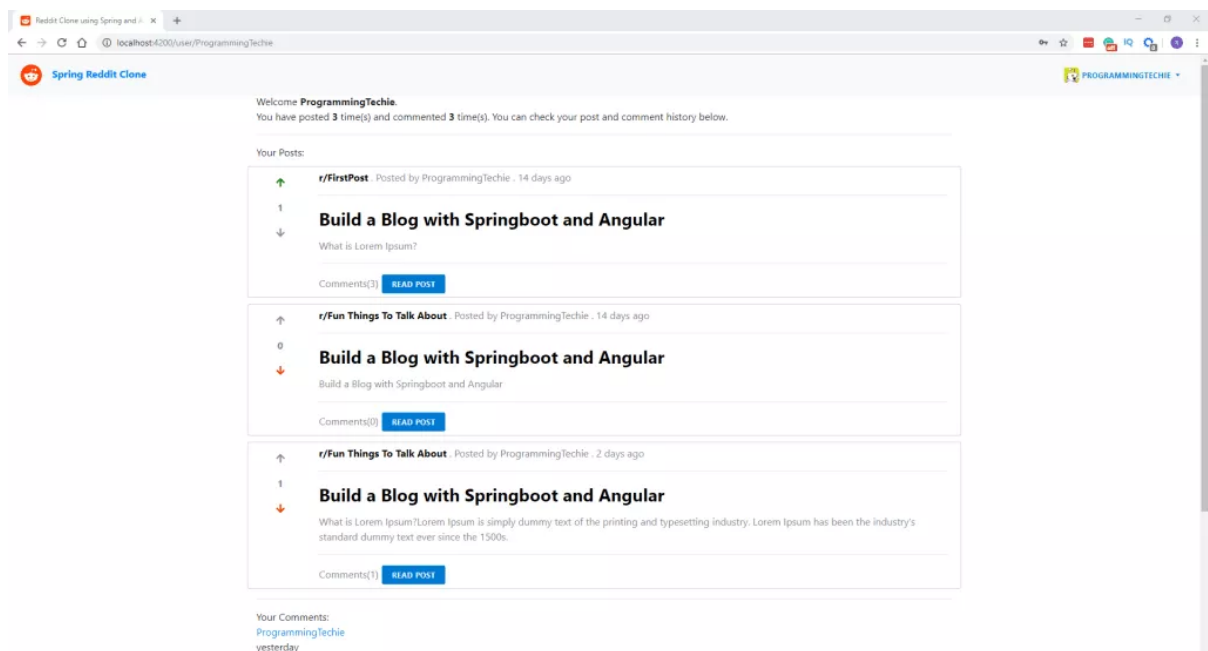 Reddit Clone using Spring and A
localhost:4200/user/ProgrammingTechie
IQ
Spring Reddit Clone
PROGRAMMINGTECHIE
Welcome ProgrammingTechie.
You have posted 3 time(s) and commented 3 time(s). You can check your post and comment history below.
Your Posts:
r/FirstPost . Posted by ProgrammingTechie . 14 days ago
1
Build a Blog with Springboot and Angular
What is Lorem Ipsum?
Comments(3) READ POST
r/Fun Things To Talk About . Posted by ProgrammingTechie . 14 days ago
0
Build a Blog with Springboot and Angular
Build a Blog with Springboot and Angular
Comments(0) READ POST
r/Fun Things To Talk About . Posted by ProgrammingTechie . 2 days ago
1
Build a Blog with Springboot and Angular
What is Lorem Ipsum?Lorem Ipsum is simply dummy text of the printing and typesetting industry. Lorem Ipsum has been the industry's
standard dummy text ever since the 1500s.
Comments(1) READ POST
Your Comments:
ProgrammingTechie
yesterday